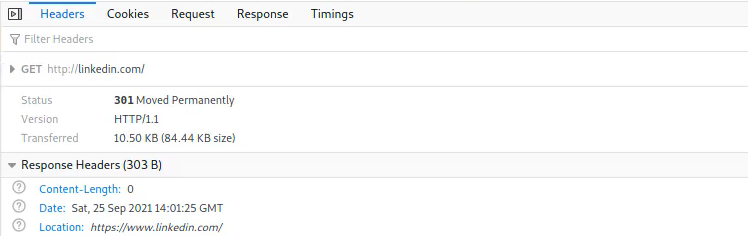 Headers Cookies Request Response Timings
Filter Headers
GET http://linkedin.com/
Status 301 Moved Permanently
Version HTTP/1.1
Transferred 10.50 KB (84.44 KB size)
Response Headers (303 B)
? Content-Length: 0
? Date: Sat, 25 Sep 2021 14:01:25 GMT
? Location: https://www.linkedin.com/